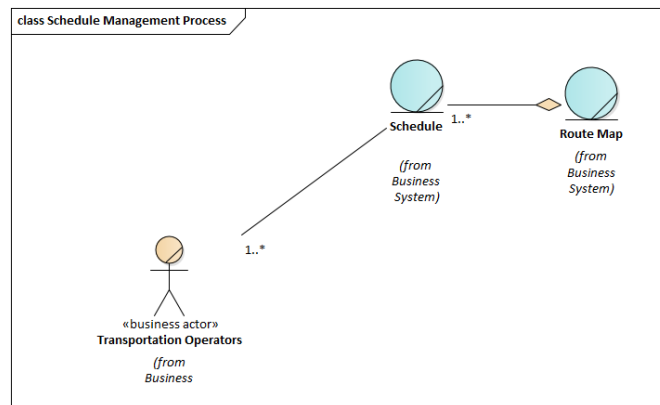 class Schedule Management Process
Schedule
1..*
Route Map
(from
Business
System)
(from
Business
System)
1..*
«business actor»
Transportation Operators
(from
Business